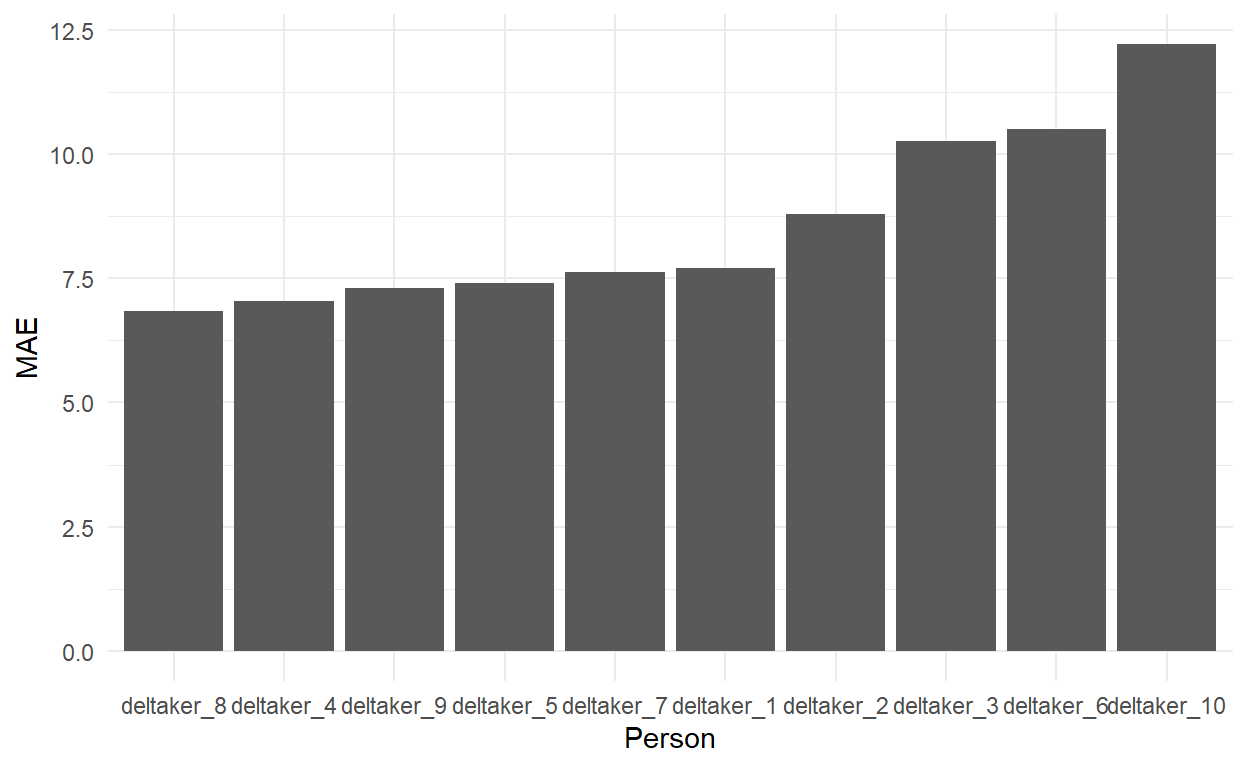 12.5
10.0
7.5
5.0
2.5
0.0
MAE
deltaker_8 deltaker_4 deltaker_9 deltaker_5 deltaker_7 deltaker_1 deltaker_2 deltaker_3 deltaker_6 deltaker_10
Person